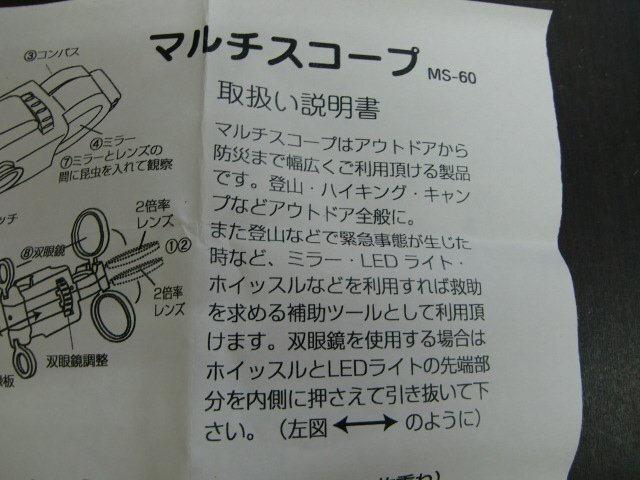 マルチスコープ MS-60
取扱い説明書
マルチスコープはアウトドアから
防災まで幅広くご利用頂ける製品
です。登山・ハイキング・キャン
プなどアウトドア全般に。
また登山などで緊急事態が生じた
時など、ミラー・LED ライト・
ホイッスルなどを利用すれば救助
を求める補助ツールとして利用頂
けます。双眼鏡を使用する場合は
ホイッスルとLEDライトの先端部
分を内側に押さえて引き抜いて下
さい。（左図 ⟷ のように）
③コンパス
④ミラー
⑦ミラーとレンズの
間に昆虫を入れて観察
ッチ
2倍率
レンズ
⑧双眼鏡
①②
2倍率
レンズ
双眼鏡調整
板